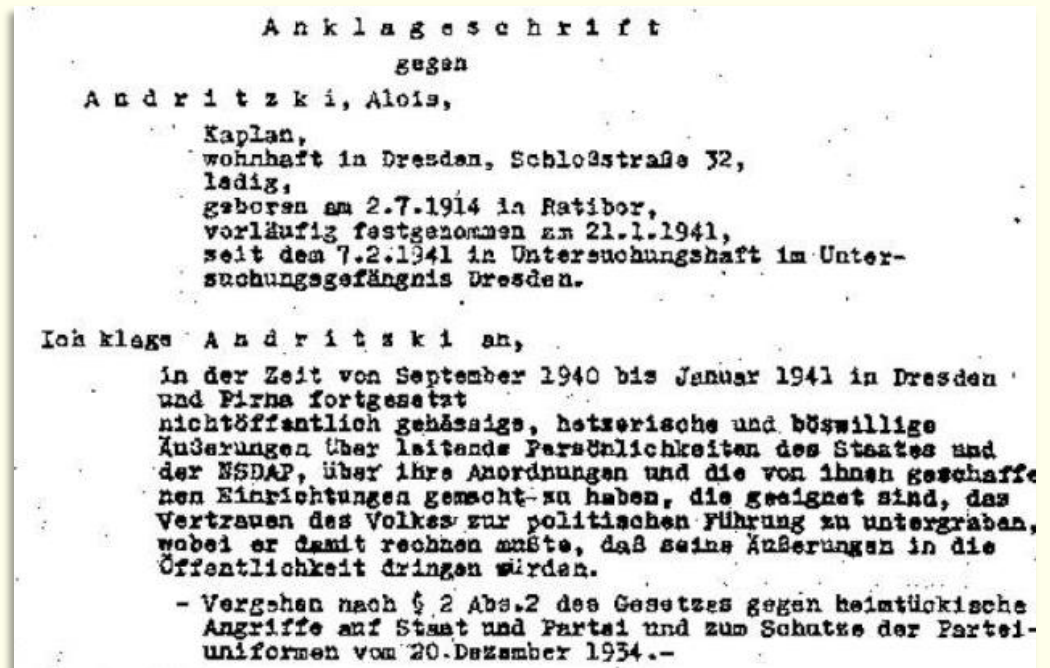 A n k l a g e s c h r i f t
gegen
A n d r i t z k i, Alois,
Kaplan,
wohnhaft in Dresden, Schloßstraße 32,
ledig,
geboren am 2.7.1914 in Ratibor,
vorläufig festgenommen am 21.1.1941,
seit dem 7.2.1941 in Untersuchungshaft im Unter-
suchungsgefängnis Dresden.
Ich klage A n d r i t z k i an,
in der Zeit von September 1940 bis Januar 1941 in Dresden
und Pirna fortgesetzt
nichtöffentlich gehässige, hetzerische und böswillige
Äußerungen über leitende Persönlichkeiten des Staates und
der NSDAP, über ihre Anordnungen und die von ihnen geschaffe
nen Einrichtungen gemacht zu haben, die geeignet sind, das
Vertrauen des Volkes zur politischen Führung zu untergraben,
wobei er damit rechnen mußte, daß seine Äußerungen in die
Öffentlichkeit dringen würden.
- Vergehen nach § 2 Abs.2 des Gesetzes gegen heimtückische
Angriffe auf Staat und Partei und zum Schutze der Partei-
uniformen vom 20.Dezember 1934.-